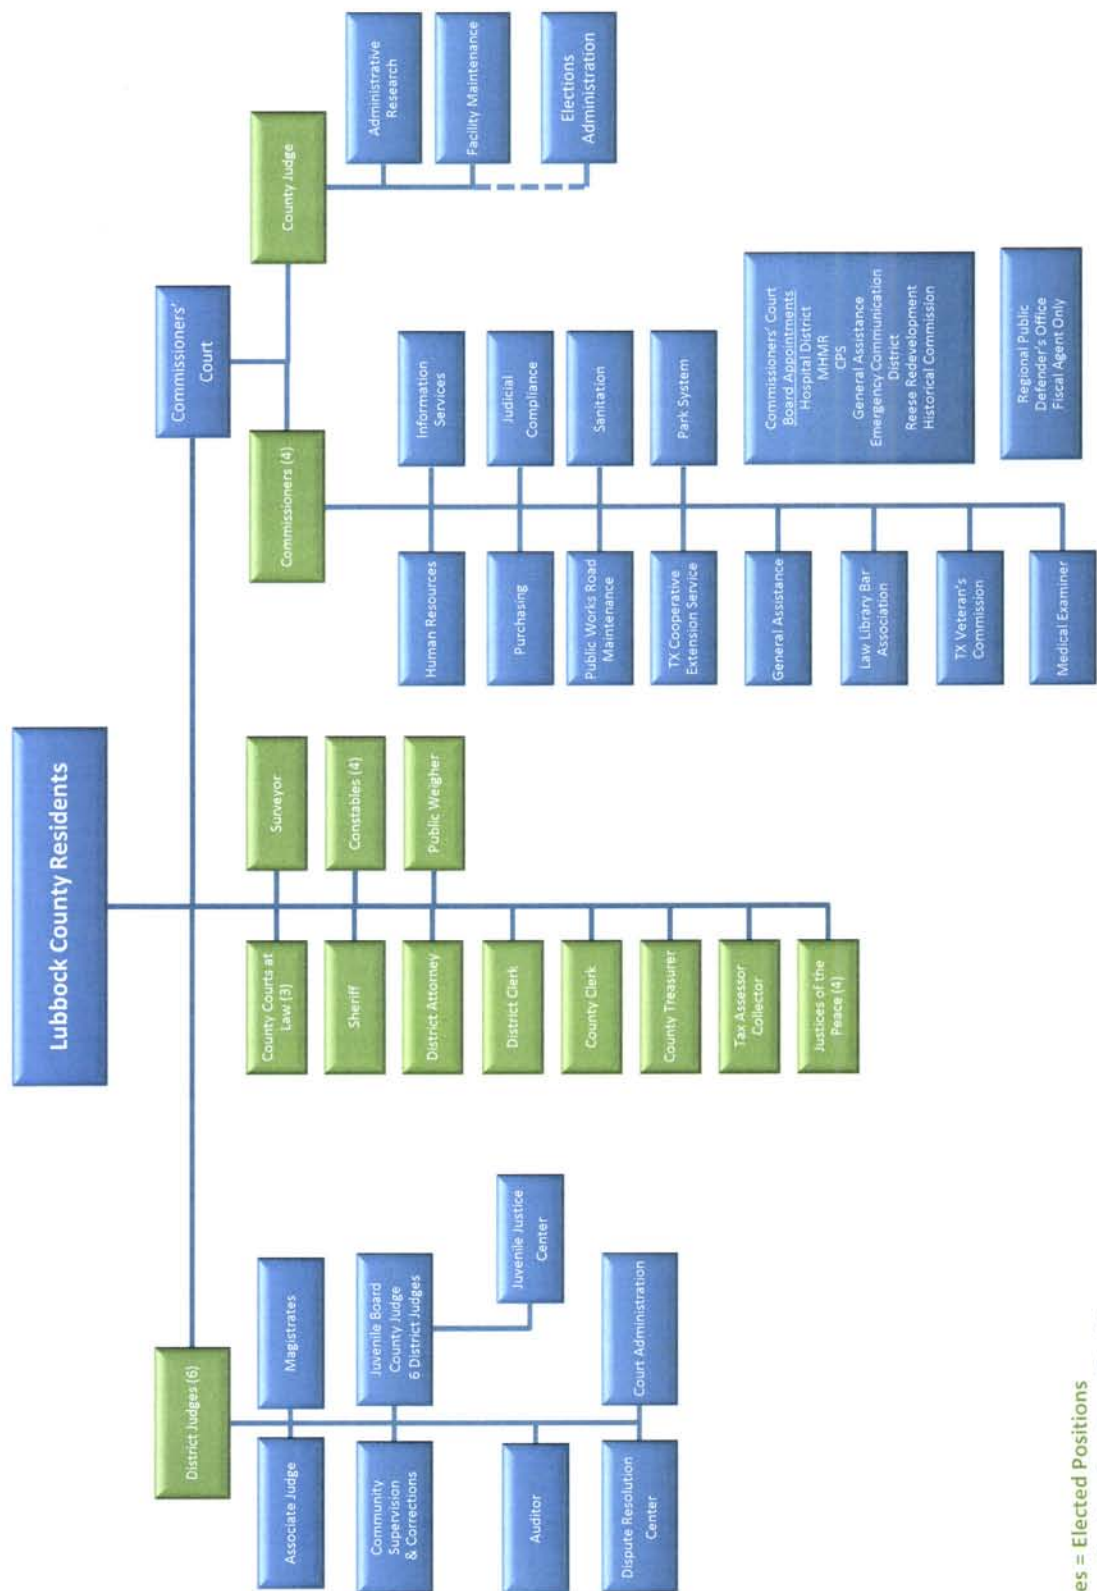 Lubbock County Residents
District Judges (6)
Commissioners'
Court
Associate Judge
Magistrates
Community
Supervision
& Corrections
Juvenile Board
County Judge
6 District Judges
Juvenile Justice
Center
Auditor
Dispute Resolution
Center
Court Administration
County Courts at
Law (3)
Surveyor
Sheriff
Constables (4)
District Attorney
Public Weigher
District Clerk
County Clerk
County Treasurer
Tax Assessor
Collector
Justices of the
Peace (4)
Commissioners (4)
County Judge
Human Resources
Information
Services
Purchasing
Judicial
Compliance
Public Works Road
Maintenance
Sanitation
TX Cooperative
Extension Service
Park System
General Assistance
Law Library Bar
Association
TX Veteran's
Commission
Medical Examiner
Administrative
Research
Facility Maintenance
Elections
Administration
Commissioners' Court
Board Appointments
Hospital District
MHMR
CPS
General Assistance
Emergency Communication
District
Reese Redevelopment
Historical Commission
Regional Public
Defender's Office
Fiscal Agent Only
es = Elected Positions